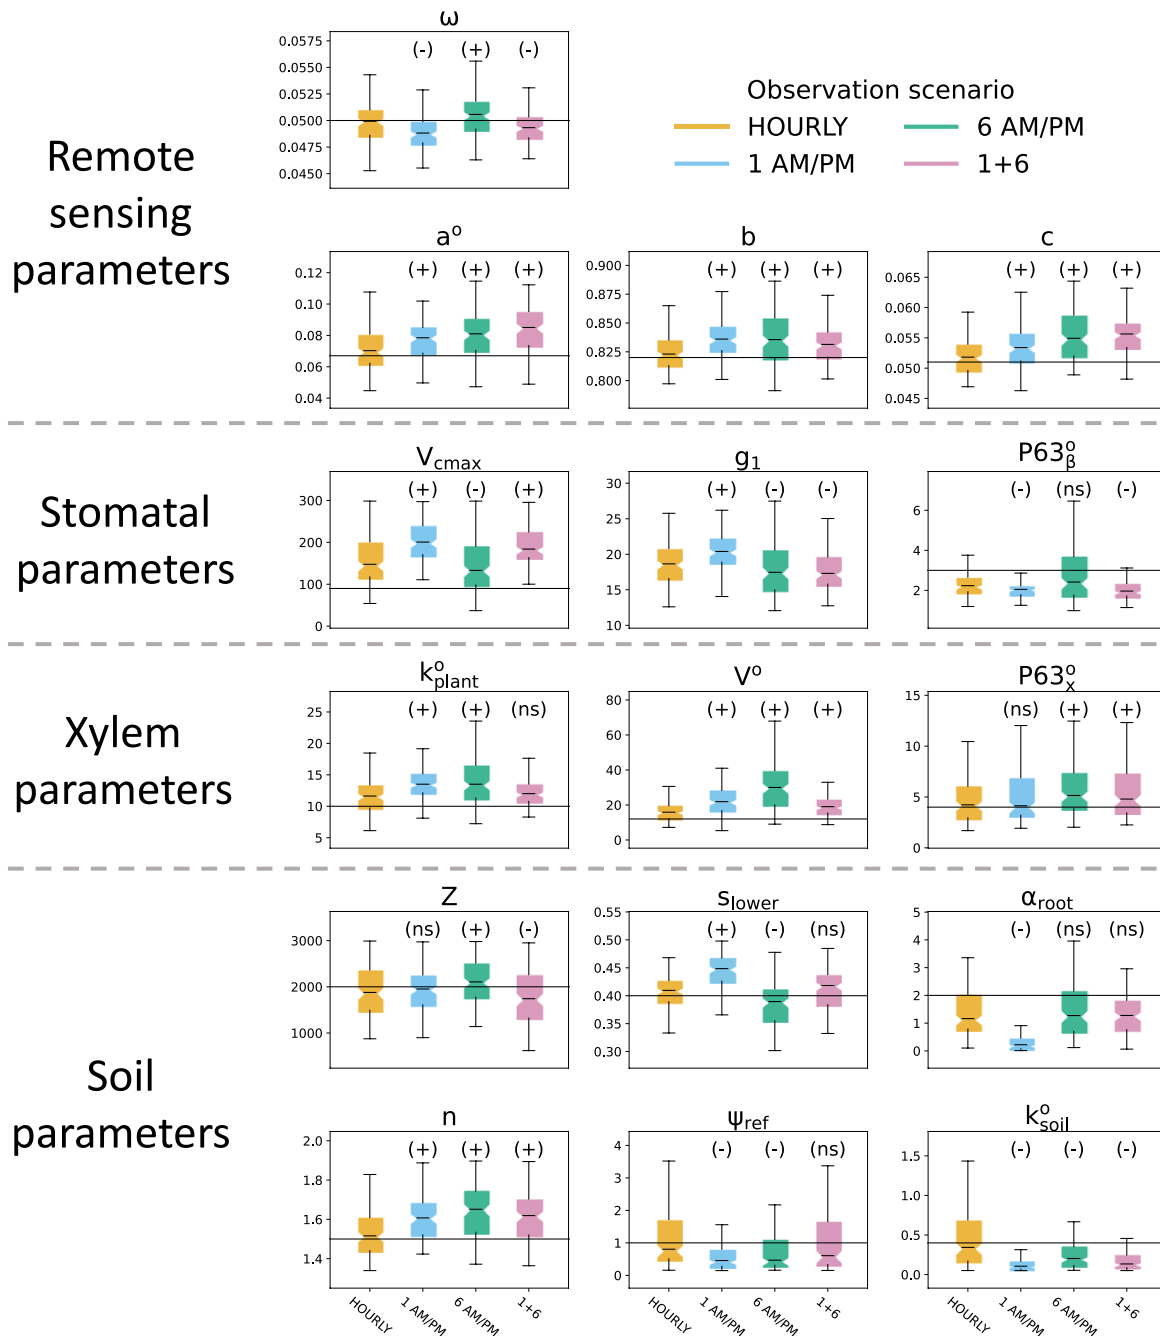 Remote
sensing
parameters
ω
(-) (+) (-)
0.0575
0.0550
0.0525
0.0500
0.0475
0.0450
Observation scenario
HOURLY 6 AM/PM
1 AM/PM 1+6
aᵒ
(+) (+) (+)
0.12
0.10
0.08
0.06
0.04
b
(+) (+) (+)
0.900
0.875
0.850
0.825
0.800
c
(+) (+) (+)
0.065
0.060
0.055
0.050
0.045
Stomatal
parameters
V_cmax
(+) (-) (+)
300
200
100
0
g₁
(+) (-) (-)
30
25
20
15
10
P63ᵒ_β
(-) (ns) (-)
6
4
2
Xylem
parameters
kᵒ_plant
(+) (+) (ns)
25
20
15
10
5
Vᵒ
(+) (+) (+)
80
60
40
20
0
P63ᵒ_x
(ns) (+) (+)
15
10
5
0
Soil
parameters
Z
(ns) (+) (-)
3000
2000
1000
s_lower
(+) (-) (ns)
0.55
0.50
0.45
0.40
0.35
0.30
α_root
(-) (ns) (ns)
5
4
3
2
1
0
n
(+) (+) (+)
2.0
1.8
1.6
1.4
HOURLY 1 AM/PM 6 AM/PM 1+6
ψ_ref
(-) (-) (ns)
4
3
2
1
0
HOURLY 1 AM/PM 6 AM/PM 1+6
kᵒ_soil
(-) (-) (-)
1.5
1.0
0.5
0.0
HOURLY 1 AM/PM 6 AM/PM 1+6